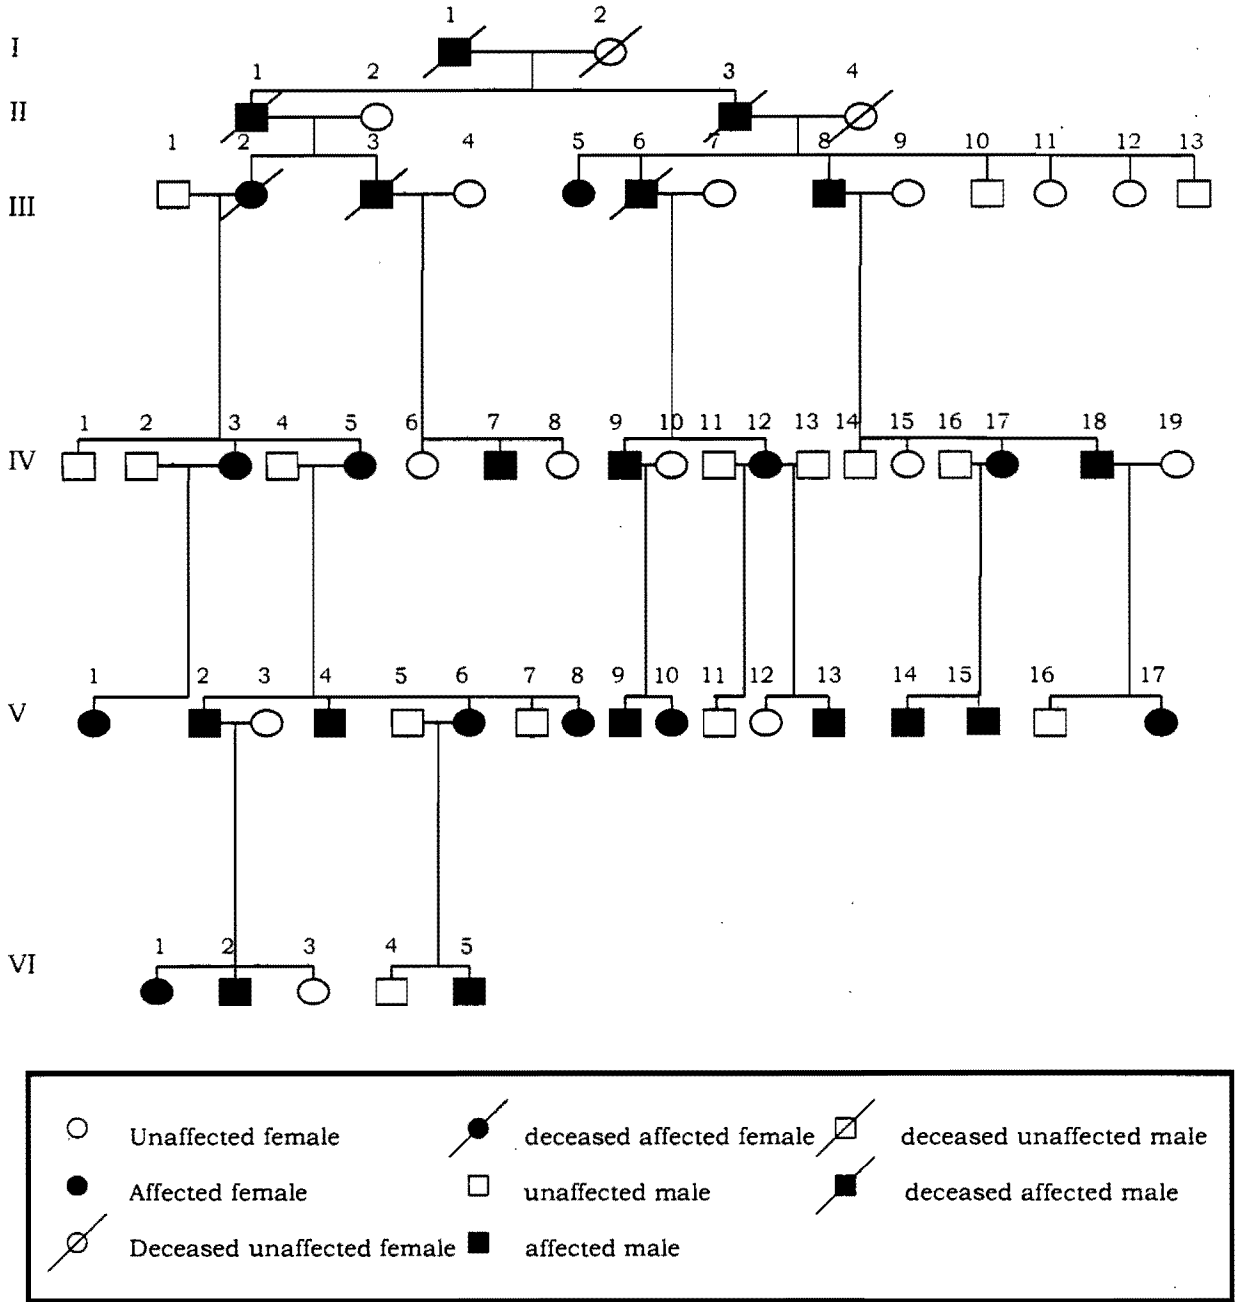 1 2
I
1 2 3 4
II
1 2 3 4 5 6 7 8 9 10 11 12 13
III
1 2 3 4 5 6 7 8 9 10 11 12 13 14 15 16 17 18 19
IV
1 2 3 4 5 6 7 8 9 10 11 12 13 14 15 16 17
V
1 2 3 4 5
VI
Unaffected female deceased affected female deceased unaffected male
Affected female unaffected male deceased affected male
Deceased unaffected female affected male